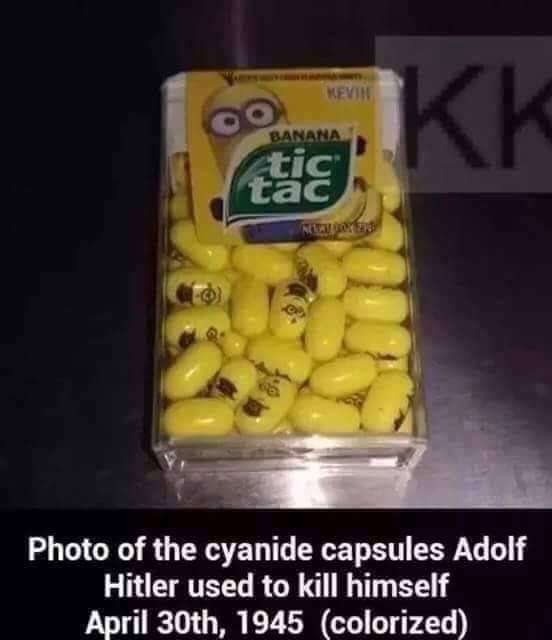 KEVIN
KK
BANANA
tic
tac
Photo of the cyanide capsules Adolf
Hitler used to kill himself
April 30th, 1945 (colorized)